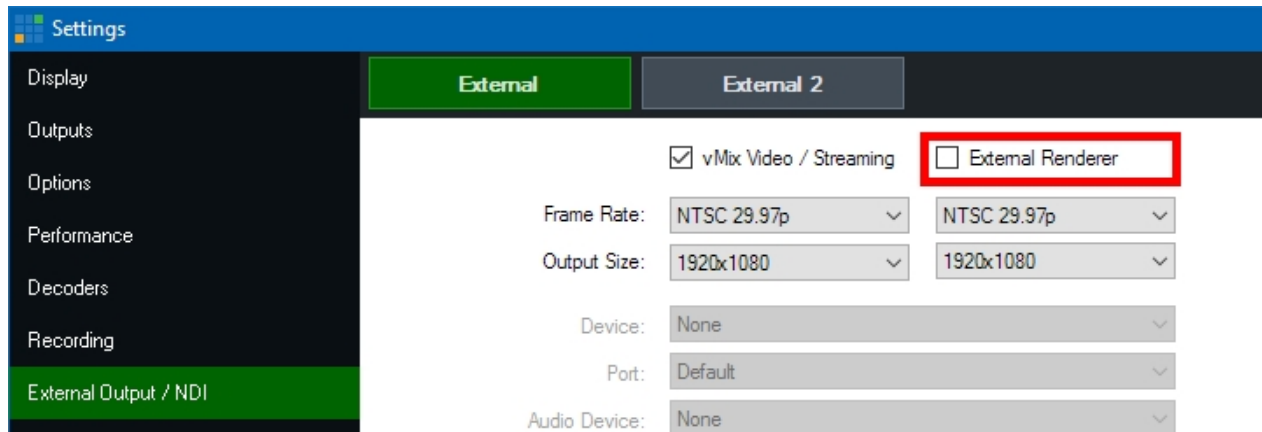 Settings
Display
Outputs
Options
Performance
Decoders
Recording
External Output / NDI
External External 2
vMix Video / Streaming External Renderer
Frame Rate: NTSC 29.97p NTSC 29.97p
Output Size: 1920x1080 1920x1080
Device: None
Port: Default
Audio Device: None